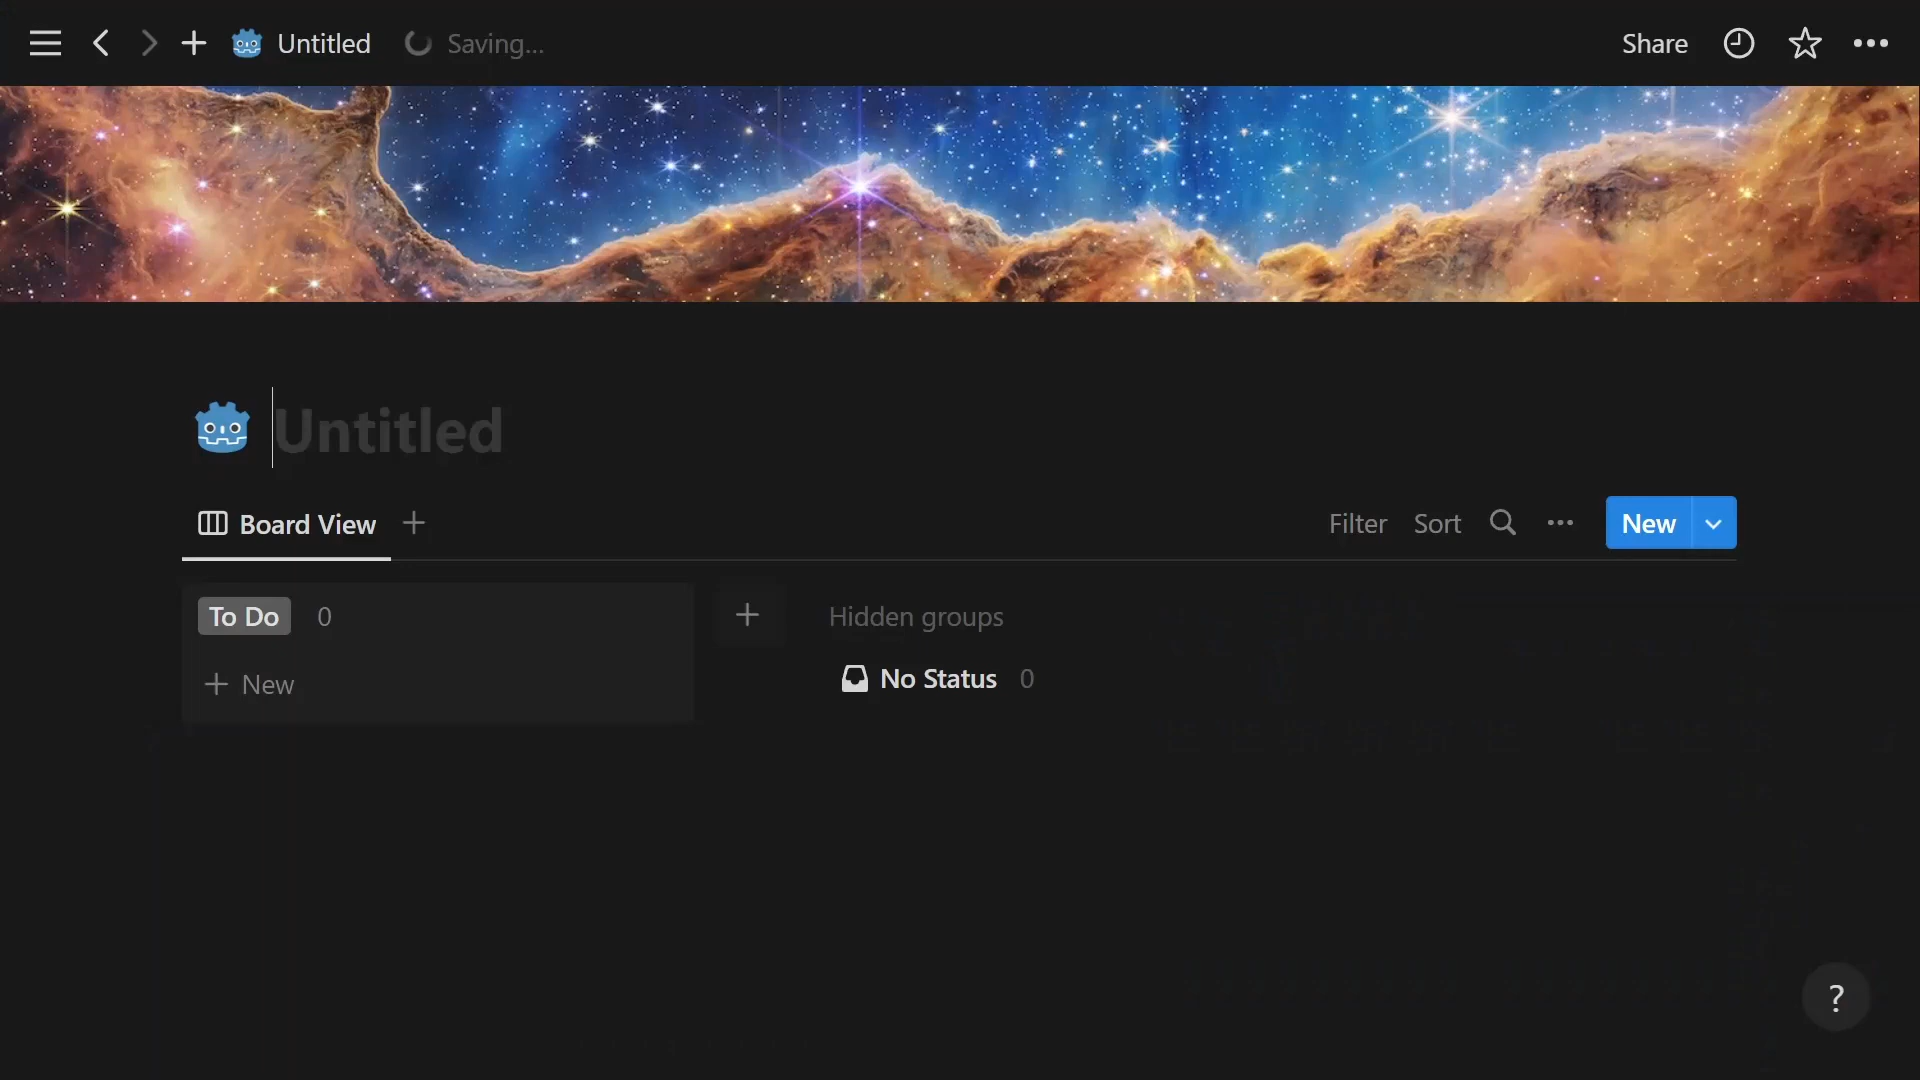 Untitled Saving... Share
Untitled
Board View Filter Sort New
To Do 0 Hidden groups
New No Status 0
?